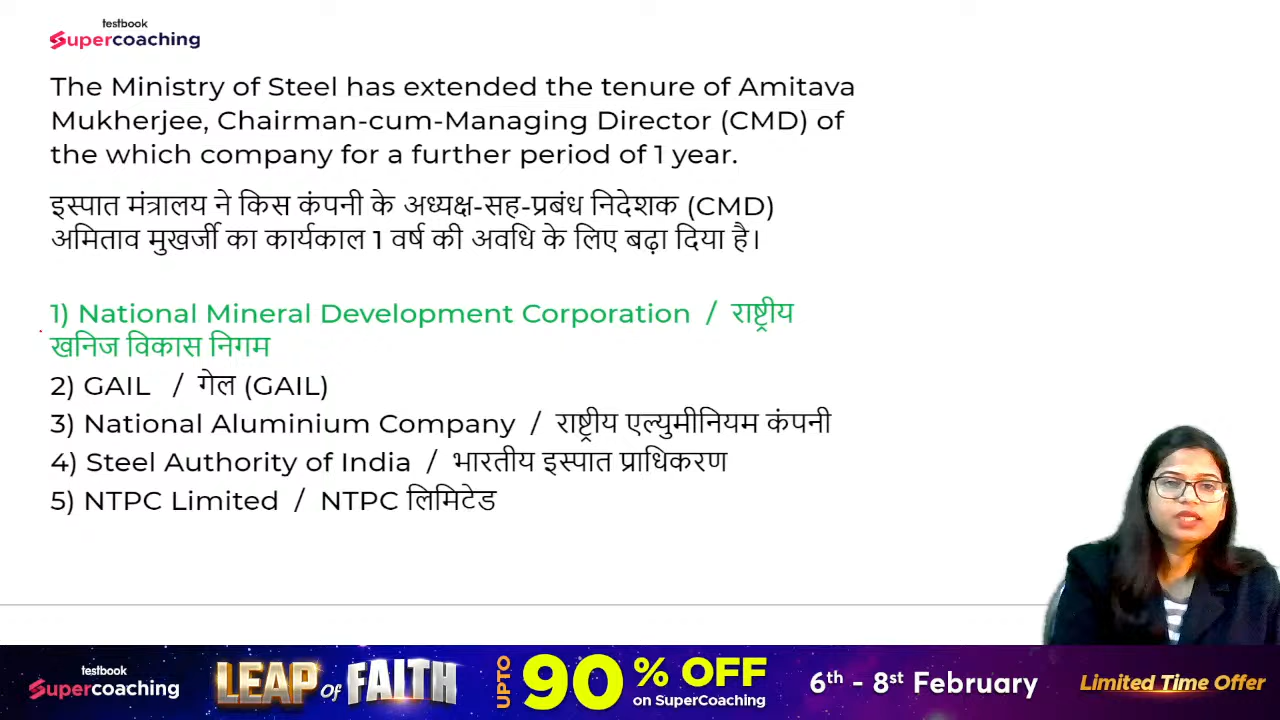 testbook
Supercoaching
The Ministry of Steel has extended the tenure of Amitava
Mukherjee, Chairman-cum-Managing Director (CMD) of
the which company for a further period of 1 year.
इस्पात मंत्रालय ने किस कंपनी के अध्यक्ष-सह-प्रबंध निदेशक (CMD)
अमिताव मुखर्जी का कार्यकाल 1 वर्ष की अवधि के लिए बढ़ा दिया है।
1) National Mineral Development Corporation / राष्ट्रीय
खनिज विकास निगम
2) GAIL / गेल (GAIL)
3) National Aluminium Company / राष्ट्रीय एल्युमीनियम कंपनी
4) Steel Authority of India / भारतीय इस्पात प्राधिकरण
5) NTPC Limited / NTPC लिमिटेड
testbook
Supercoaching
LEAP OF FAITH
UPTO 90% OFF
on SuperCoaching
6th - 8st February
Limited Time Offer